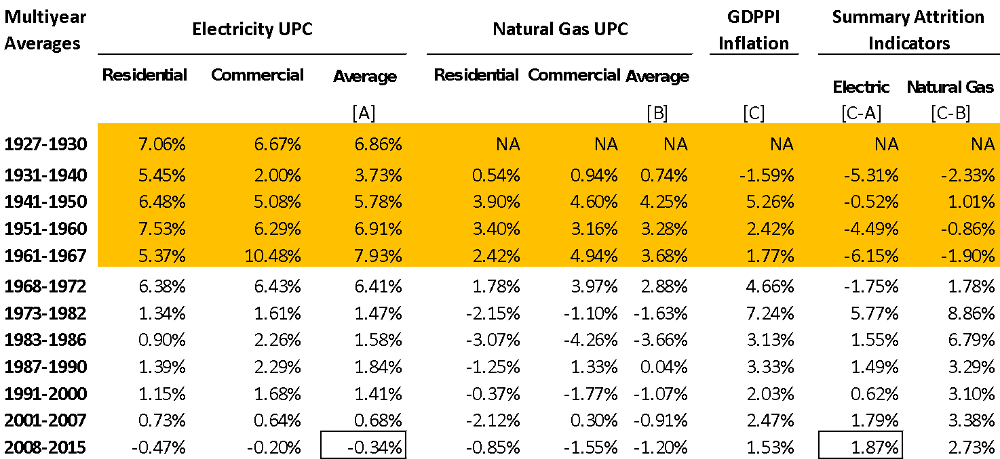 Multiyear Averages Electricity UPC Natural Gas UPC GDPPI Inflation Summary Attrition Indicators
Residential Commercial Average Residential Commercial Average Electric Natural Gas
[A] [B] [C] [C-A] [C-B]
1927-1930 7.06% 6.67% 6.86% NA NA NA NA NA NA
1931-1940 5.45% 2.00% 3.73% 0.54% 0.94% 0.74% -1.59% -5.31% -2.33%
1941-1950 6.48% 5.08% 5.78% 3.90% 4.60% 4.25% 5.26% -0.52% 1.01%
1951-1960 7.53% 6.29% 6.91% 3.40% 3.16% 3.28% 2.42% -4.49% -0.86%
1961-1967 5.37% 10.48% 7.93% 2.42% 4.94% 3.68% 1.77% -6.15% -1.90%
1968-1972 6.38% 6.43% 6.41% 1.78% 3.97% 2.88% 4.66% -1.75% 1.78%
1973-1982 1.34% 1.61% 1.47% -2.15% -1.10% -1.63% 7.24% 5.77% 8.86%
1983-1986 0.90% 2.26% 1.58% -3.07% -4.26% -3.66% 3.13% 1.55% 6.79%
1987-1990 1.39% 2.29% 1.84% -1.25% 1.33% 0.04% 3.33% 1.49% 3.29%
1991-2000 1.15% 1.68% 1.41% -0.37% -1.77% -1.07% 2.03% 0.62% 3.10%
2001-2007 0.73% 0.64% 0.68% -2.12% 0.30% -0.91% 2.47% 1.79% 3.38%
2008-2015 -0.47% -0.20% -0.34% -0.85% -1.55% -1.20% 1.53% 1.87% 2.73%